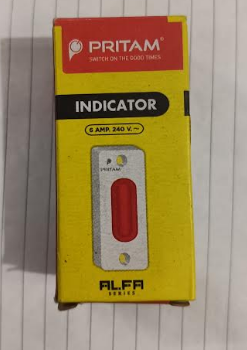 PRITAM®
SWITCH ON THE GOOD TIMES
INDICATOR
6 AMP. 240 V. ~
PRITAM
ALFA
SERIES